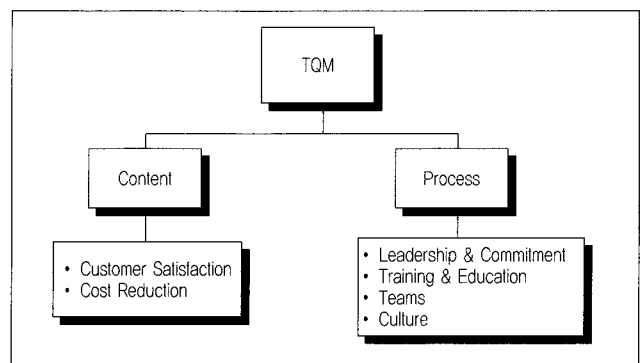 TQM
Content
Process
• Customer Satisfaction
• Cost Reduction
• Leadership & Commitment
• Training & Education
• Teams
• Culture